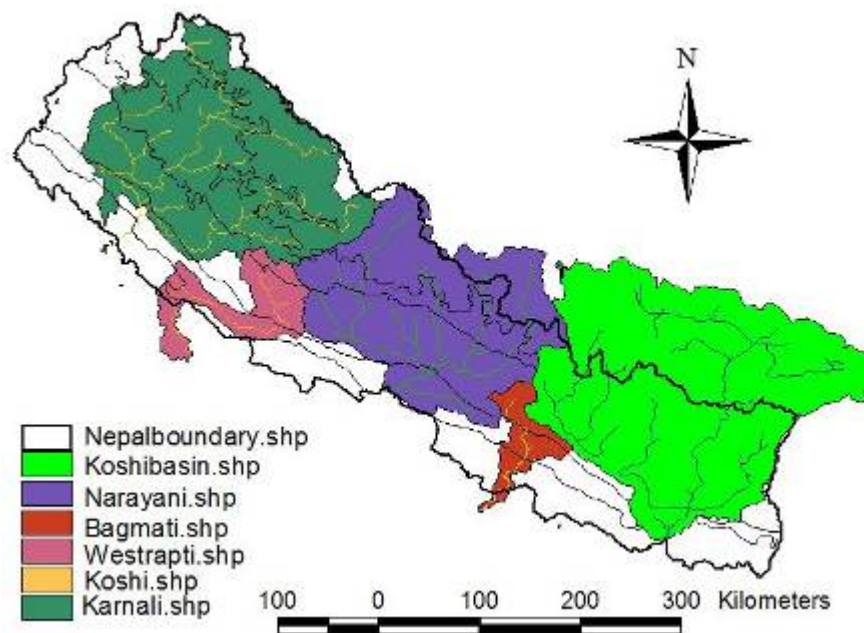 N
Nepalboundary.shp
Koshibasin.shp
Narayani.shp
Bagmati.shp
Westrapti.shp
Koshi.shp
Karnali.shp
100 0 100 200 300 Kilometers